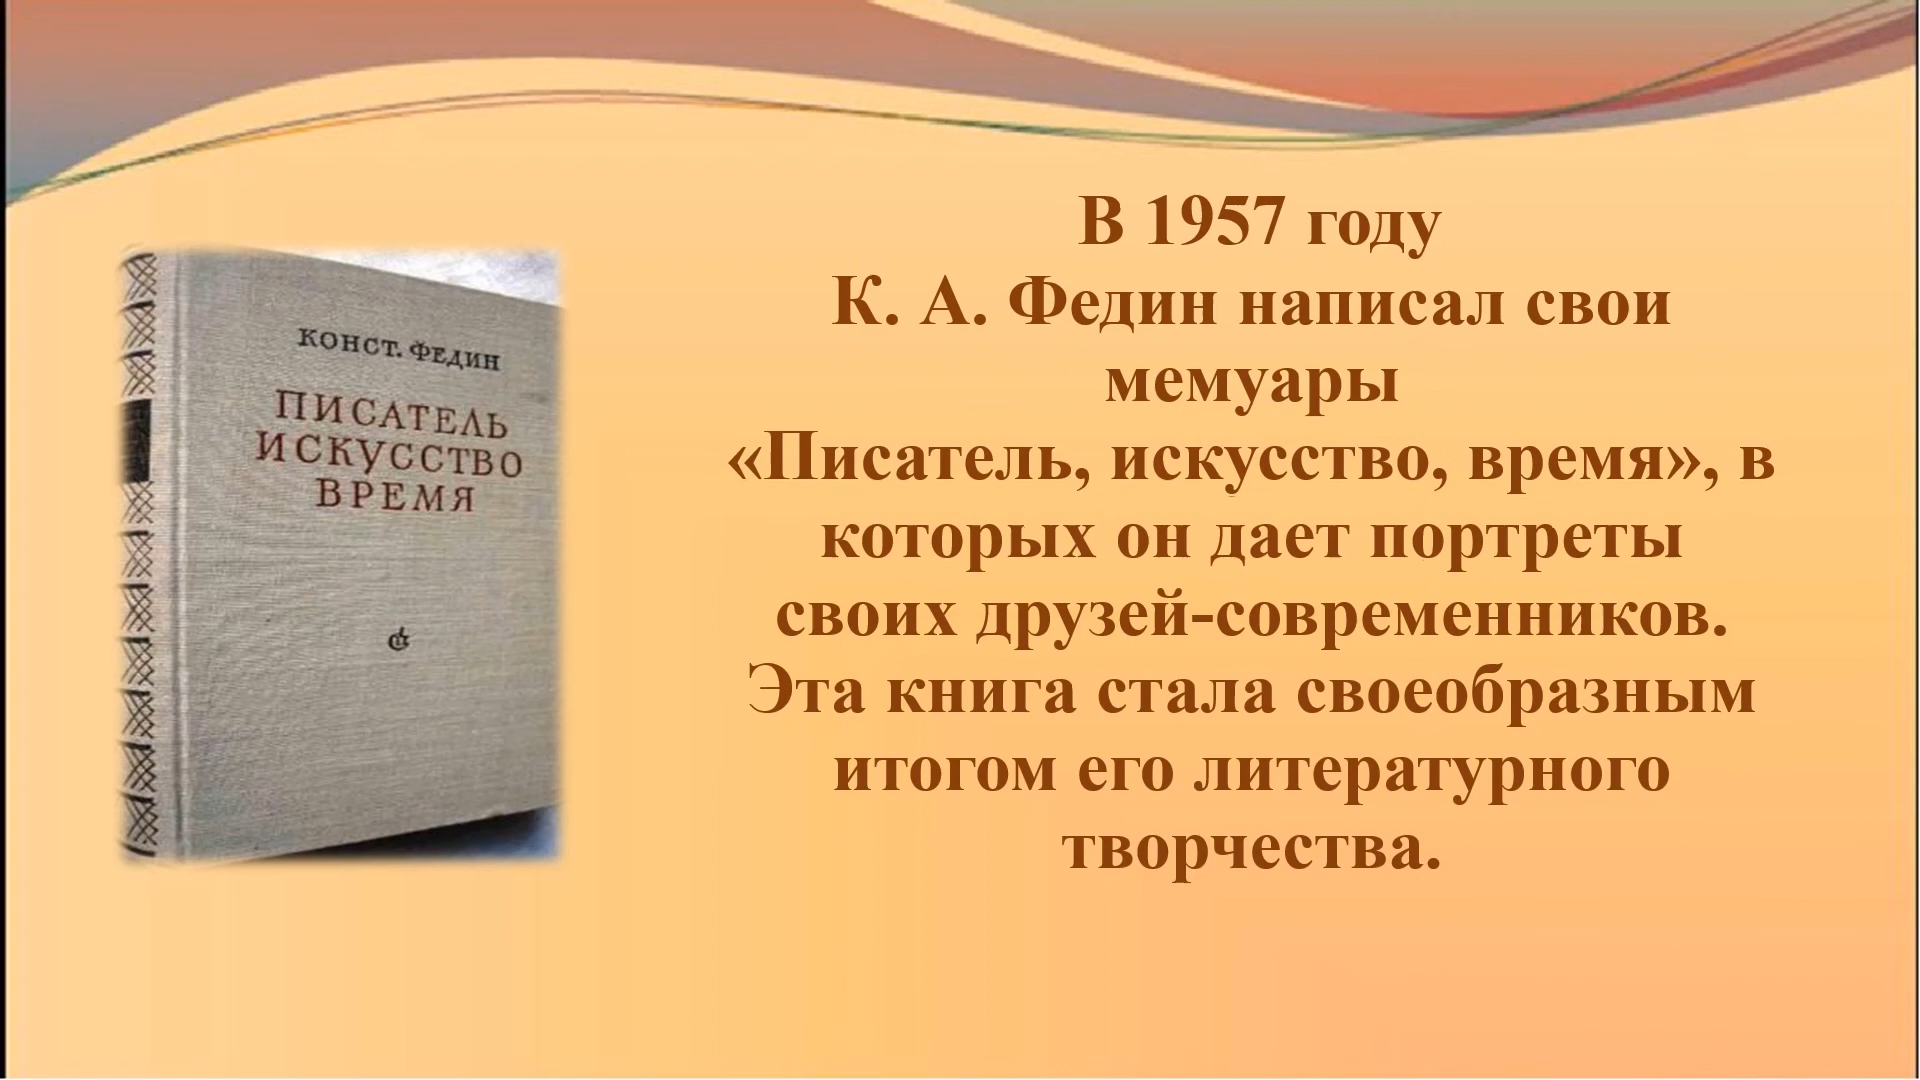 КОНСТ. ФЕДИН
ПИСАТЕЛЬ
ИСКУССТВО
ВРЕМЯ
В 1957 году
К. А. Федин написал свои
мемуары
«Писатель, искусство, время», в
которых он дает портреты
своих друзей-современников.
Эта книга стала своеобразным
итогом его литературного
творчества.